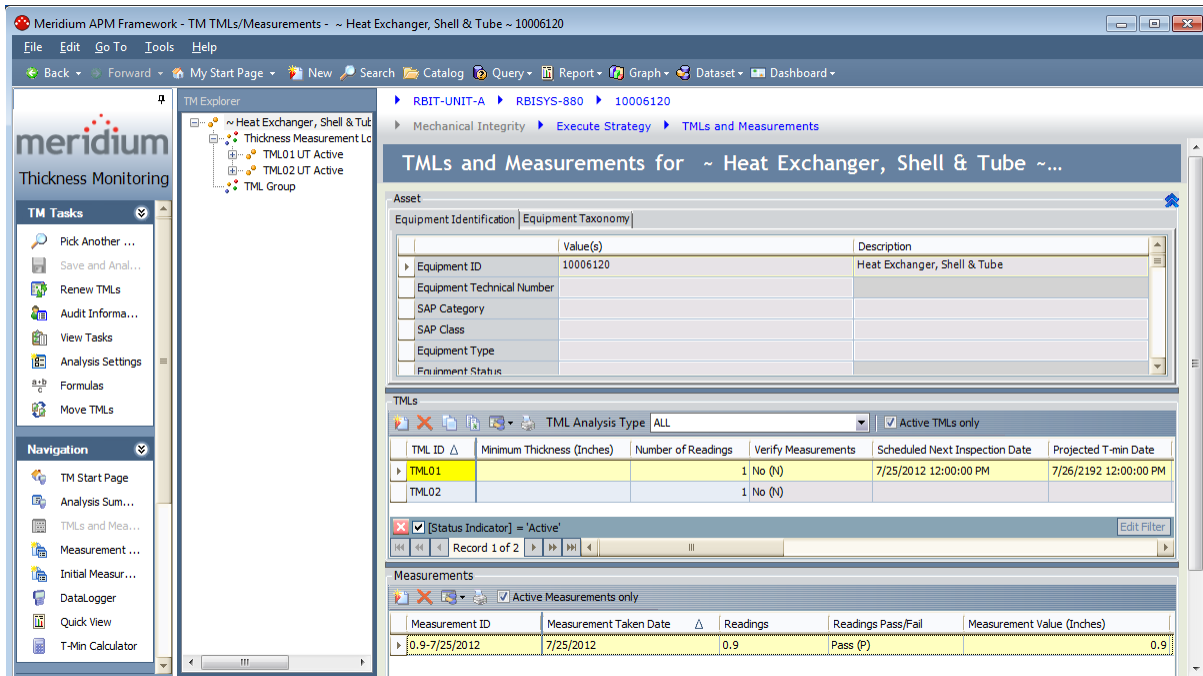 Meridium APM Framework - TM TMLs/Measurements - ~ Heat Exchanger, Shell & Tube ~ 10006120
File Edit Go To Tools Help
Back Forward My Start Page New Search Catalog Query Report Graph Dataset Dashboard
meridium
Thickness Monitoring
TM Tasks
Pick Another ...
Save and Anal...
Renew TMLs
Audit Informa...
View Tasks
Analysis Settings
Formulas
Move TMLs
Navigation
TM Start Page
Analysis Sum...
TMLs and Mea...
Measurement ...
Initial Measur...
DataLogger
Quick View
T-Min Calculator
TM Explorer
~ Heat Exchanger, Shell & Tub
Thickness Measurement Lo
TML01 UT Active
TML02 UT Active
TML Group
RBIT-UNIT-A RBISYS-880 10006120
Mechanical Integrity Execute Strategy TMLs and Measurements
TMLs and Measurements for ~ Heat Exchanger, Shell & Tube ~...
Asset
Equipment Identification Equipment Taxonomy
Value(s) Description
Equipment ID 10006120 Heat Exchanger, Shell & Tube
Equipment Technical Number
SAP Category
SAP Class
Equipment Type
Equipment Status
TMLs
TML Analysis Type ALL Active TMLs only
TML ID Minimum Thickness (Inches) Number of Readings Verify Measurements Scheduled Next Inspection Date Projected T-min Date
TML01 1 No (N) 7/25/2012 12:00:00 PM 7/26/2192 12:00:00 PM
TML02 1 No (N)
[Status Indicator] = 'Active' Edit Filter
Record 1 of 2
Measurements
Active Measurements only
Measurement ID Measurement Taken Date Readings Readings Pass/Fail Measurement Value (Inches)
0.9-7/25/2012 7/25/2012 0.9 Pass (P) 0.9